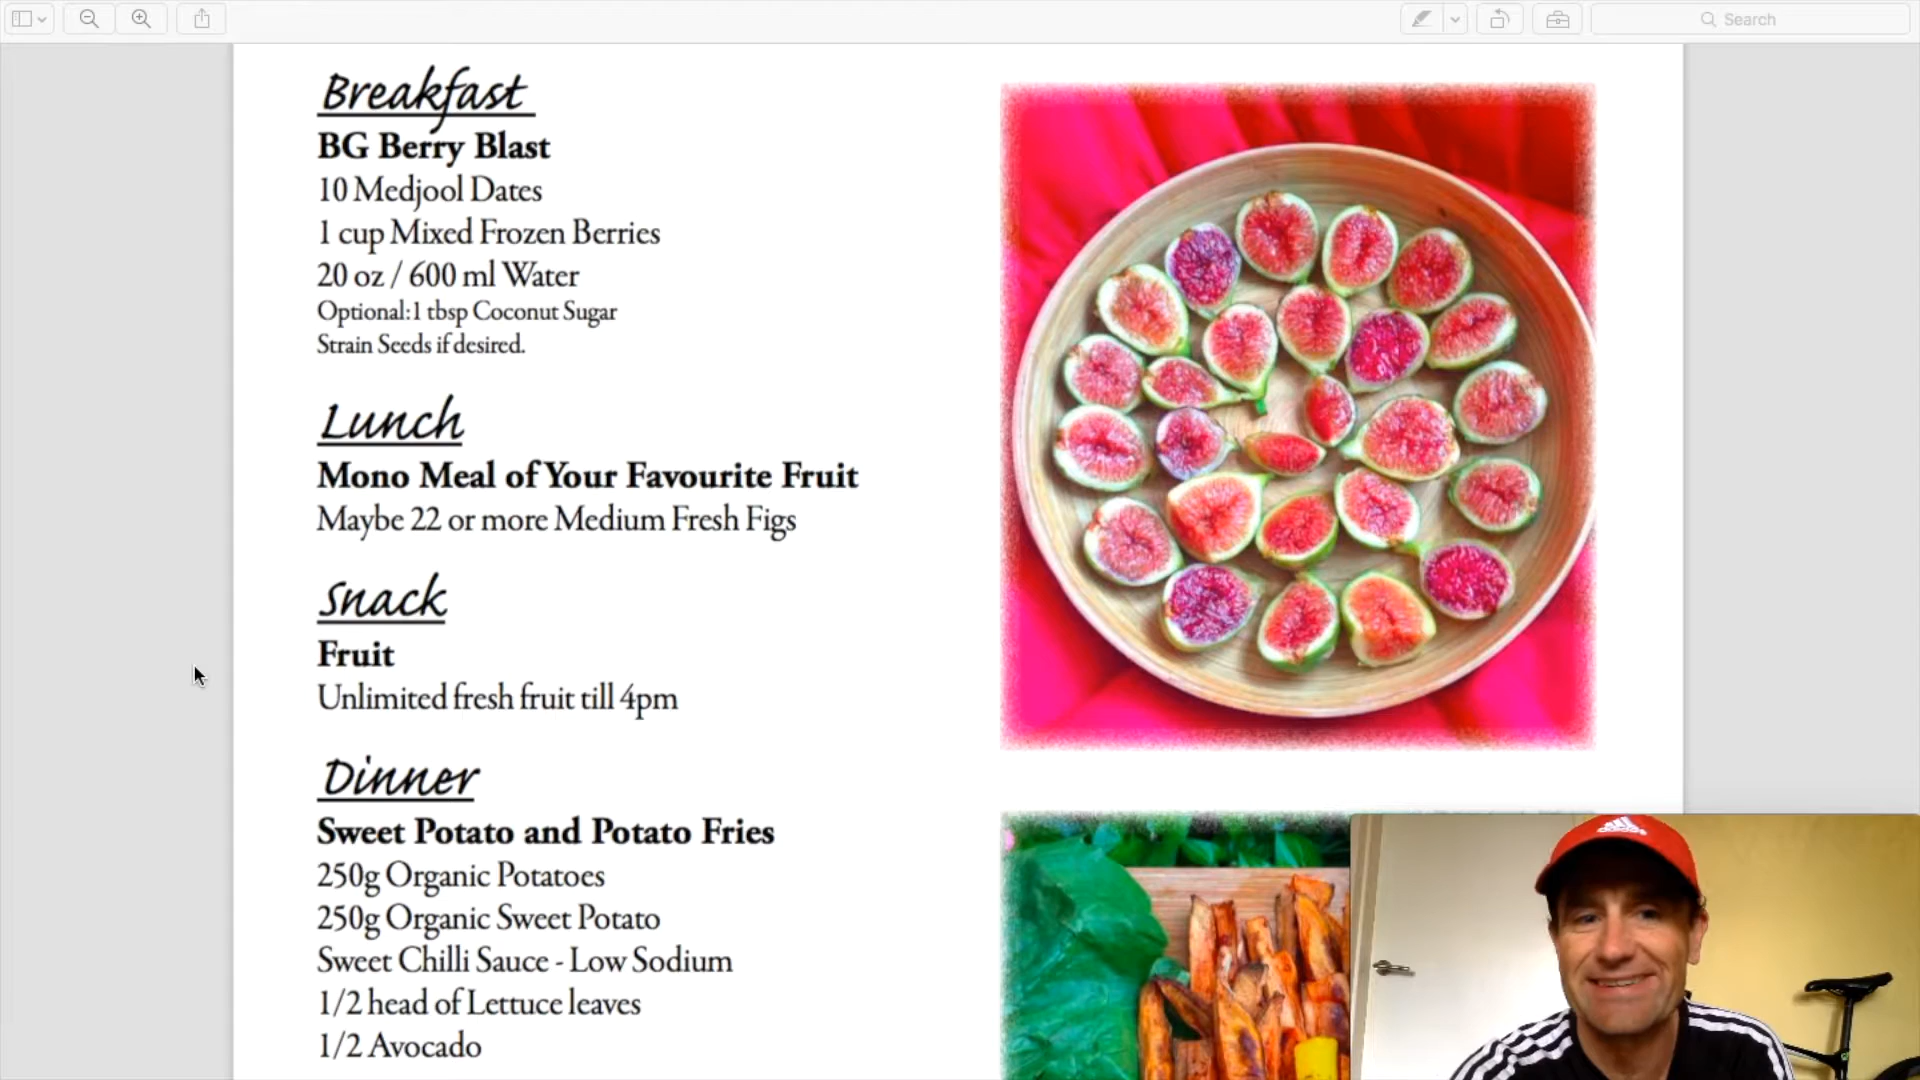 Search
Breakfast
BG Berry Blast
10 Medjool Dates
1 cup Mixed Frozen Berries
20 oz / 600 ml Water
Optional:1 tbsp Coconut Sugar
Strain Seeds if desired.
Lunch
Mono Meal of Your Favourite Fruit
Maybe 22 or more Medium Fresh Figs
Snack
Fruit
Unlimited fresh fruit till 4pm
Dinner
Sweet Potato and Potato Fries
250g Organic Potatoes
250g Organic Sweet Potato
Sweet Chilli Sauce - Low Sodium
1/2 head of Lettuce leaves
1/2 Avocado